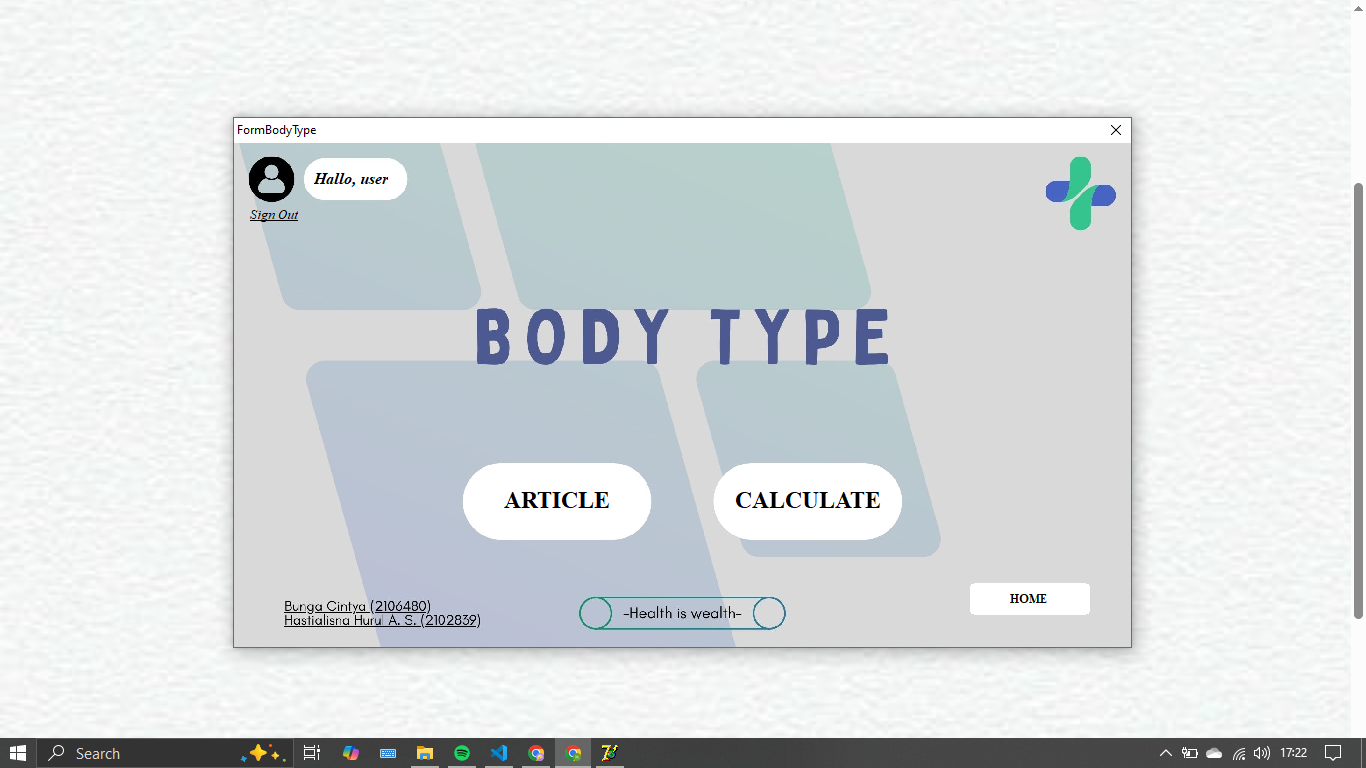 FormBodyType
Hallo, user
Sign Out
BODY TYPE
ARTICLE
CALCULATE
HOME
Bunga Cintya (2106480)
Hastialisna Hurul A. S. (2102839)
-Health is wealth-
Search
17:22